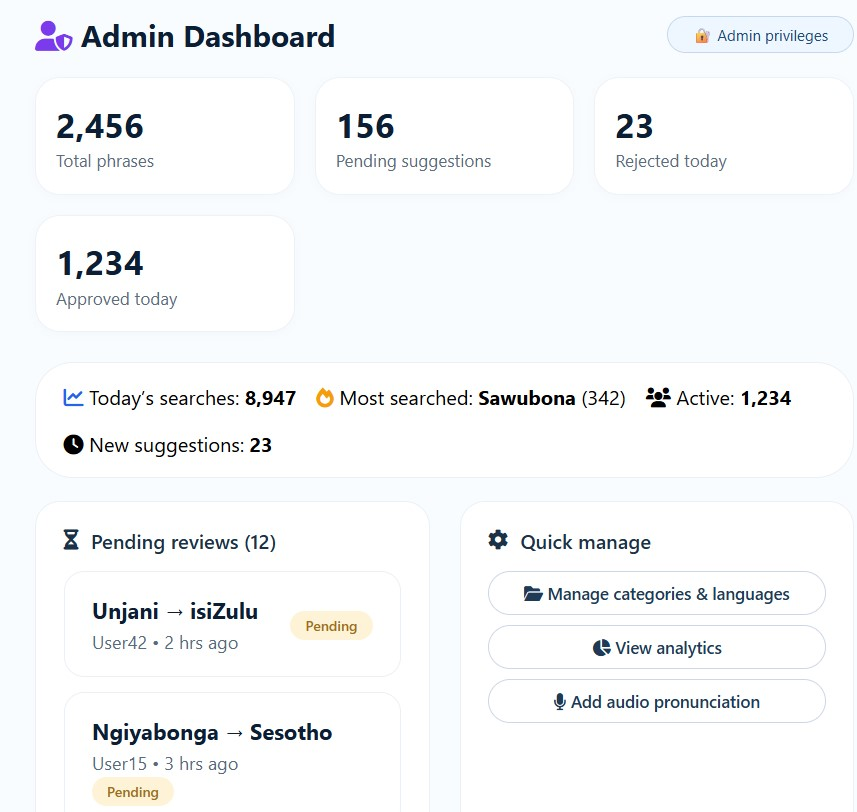 Admin Dashboard
Admin privileges
2,456
Total phrases
156
Pending suggestions
23
Rejected today
1,234
Approved today
Today’s searches: 8,947 Most searched: Sawubona (342) Active: 1,234
New suggestions: 23
Pending reviews (12)
Unjani → isiZulu
User42 • 2 hrs ago
Pending
Ngiyabonga → Sesotho
User15 • 3 hrs ago
Pending
Quick manage
Manage categories & languages
View analytics
Add audio pronunciation